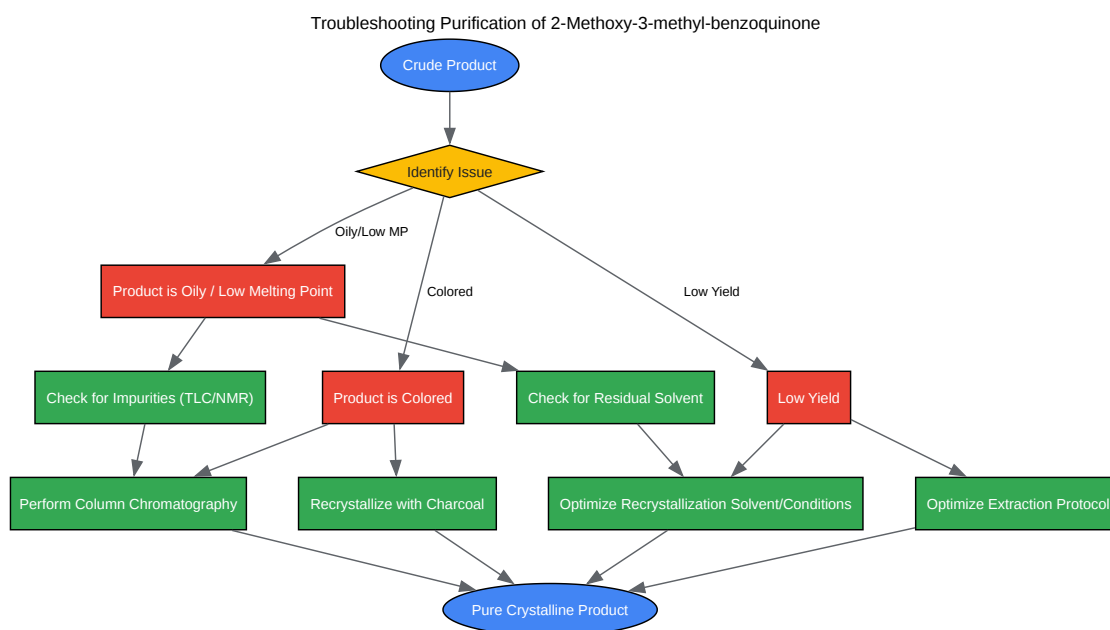 Troubleshooting Purification of 2-Methoxy-3-methyl-benzoquinone
Crude Product
Identify Issue
Oily/Low MP
Product is Oily / Low Melting Point
Colored
Low Yield
Check for Impurities (TLC/NMR)
Product is Colored
Check for Residual Solvent
Low Yield
Perform Column Chromatography
Recrystallize with Charcoal
Optimize Recrystallization Solvent/Conditions
Optimize Extraction Protocol
Pure Crystalline Product